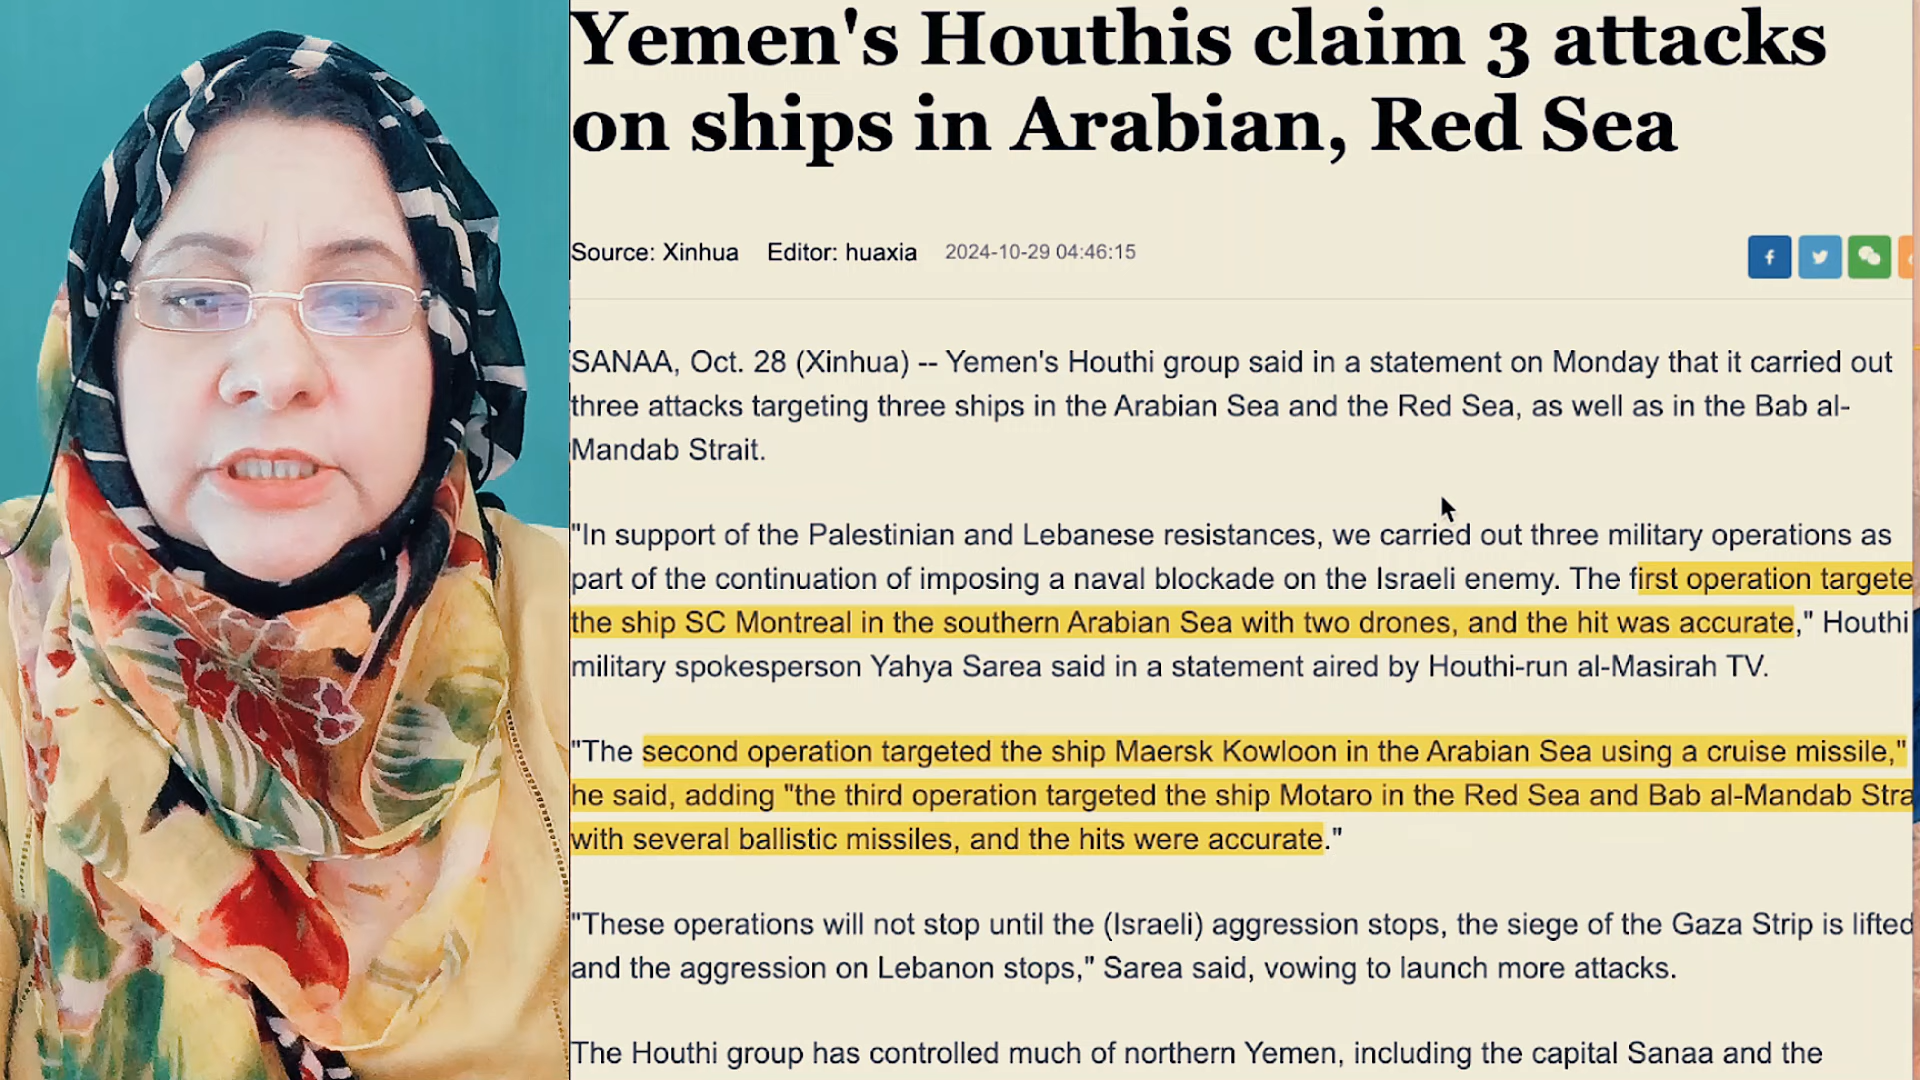 Yemen's Houthis claim 3 attacks
on ships in Arabian, Red Sea
Source: Xinhua Editor: huaxia 2024-10-29 04:46:15
SANAA, Oct. 28 (Xinhua) -- Yemen's Houthi group said in a statement on Monday that it carried out
three attacks targeting three ships in the Arabian Sea and the Red Sea, as well as in the Bab al-
Mandab Strait.
"In support of the Palestinian and Lebanese resistances, we carried out three military operations as
part of the continuation of imposing a naval blockade on the Israeli enemy. The first operation targete
the ship SC Montreal in the southern Arabian Sea with two drones, and the hit was accurate," Houthi
military spokesperson Yahya Sarea said in a statement aired by Houthi-run al-Masirah TV.
"The second operation targeted the ship Maersk Kowloon in the Arabian Sea using a cruise missile,"
he said, adding "the third operation targeted the ship Motaro in the Red Sea and Bab al-Mandab Stra
with several ballistic missiles, and the hits were accurate."
"These operations will not stop until the (Israeli) aggression stops, the siege of the Gaza Strip is lifted
and the aggression on Lebanon stops," Sarea said, vowing to launch more attacks.
The Houthi group has controlled much of northern Yemen, including the capital Sanaa and the